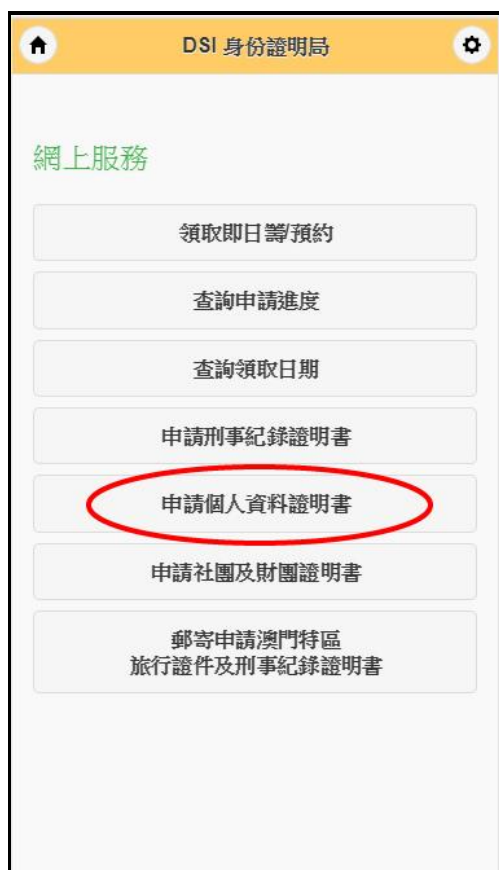 DSI 身份證明局
網上服務
領取即日籌/預約
查詢申請進度
查詢領取日期
申請刑事紀錄證明書
申請個人資料證明書
申請社團及財團證明書
郵寄申請澳門特區
旅行證件及刑事紀錄證明書